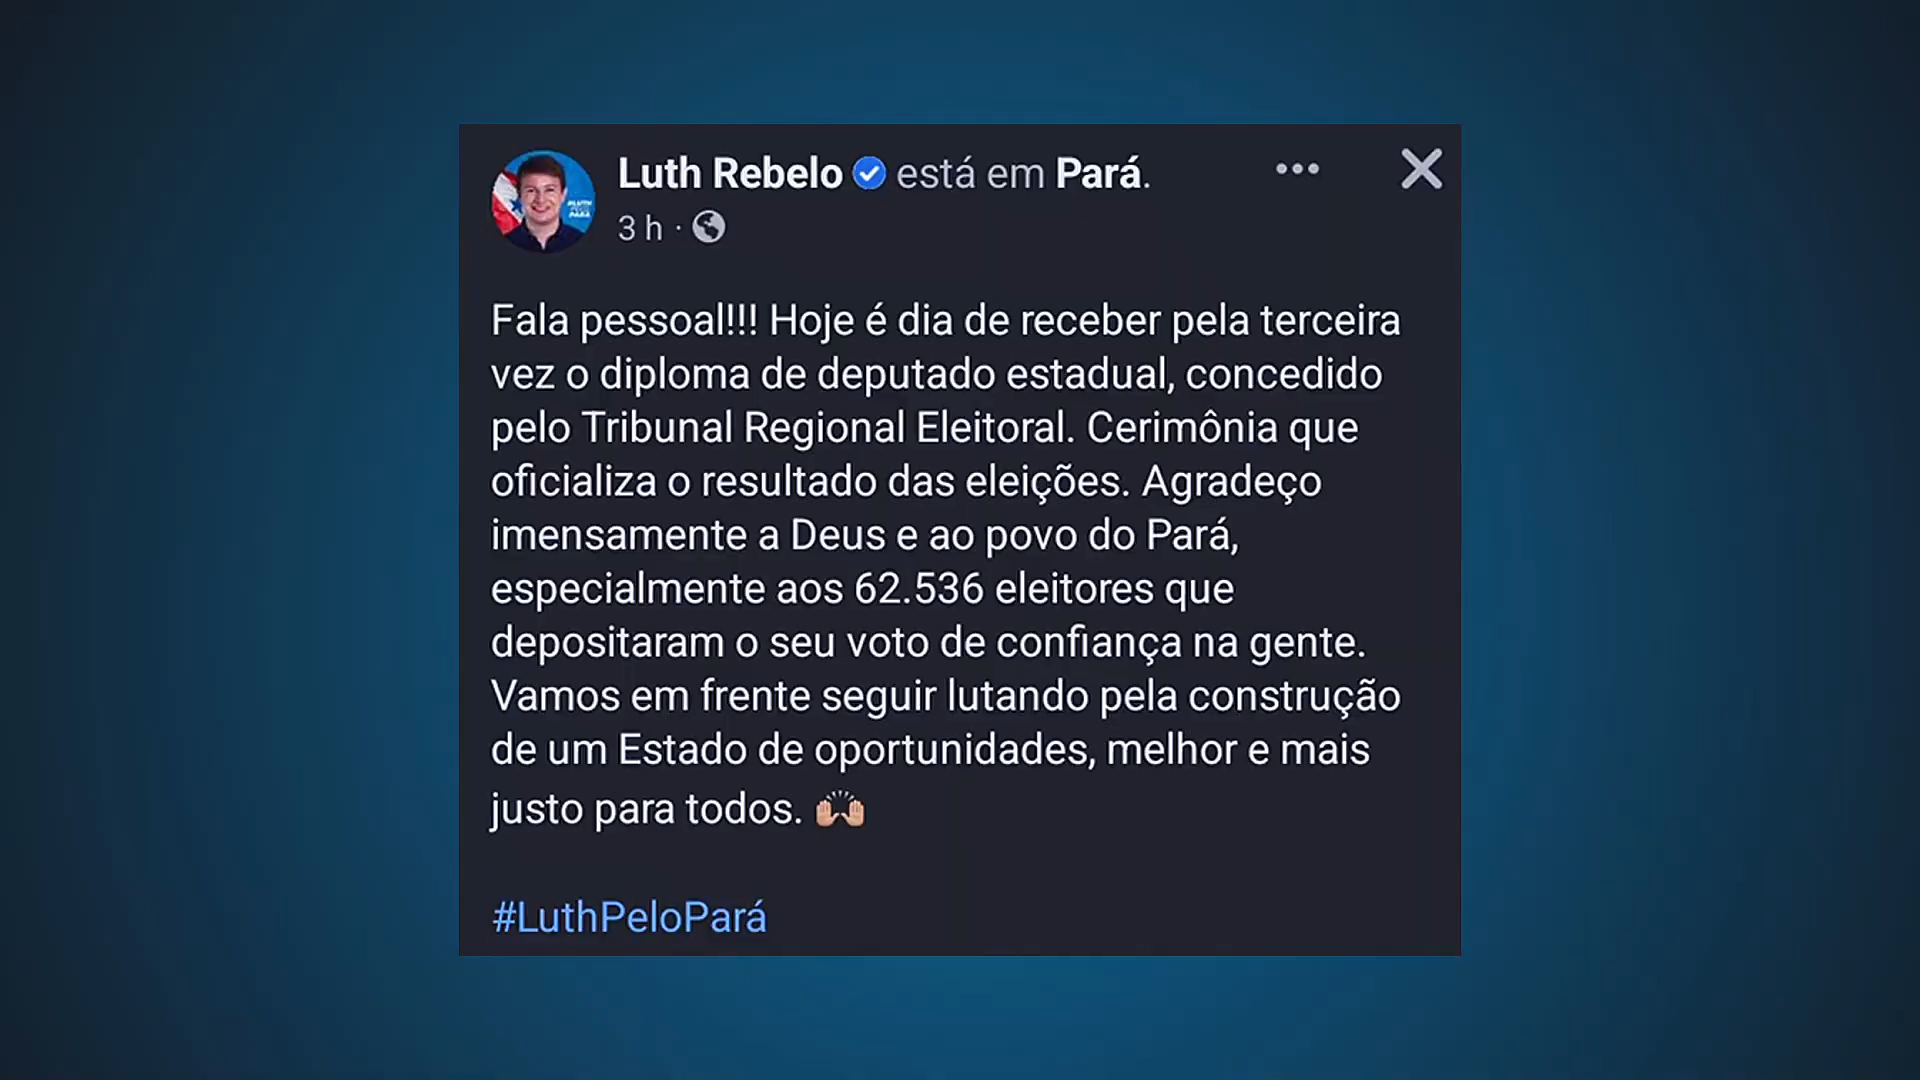 Luth Rebelo está em Pará.
3 h ·
Fala pessoal!!! Hoje é dia de receber pela terceira
vez o diploma de deputado estadual, concedido
pelo Tribunal Regional Eleitoral. Cerimônia que
oficializa o resultado das eleições. Agradeço
imensamente a Deus e ao povo do Pará,
especialmente aos 62.536 eleitores que
depositaram o seu voto de confiança na gente.
Vamos em frente seguir lutando pela construção
de um Estado de oportunidades, melhor e mais
justo para todos. 🙌🏼
#LuthPeloPará